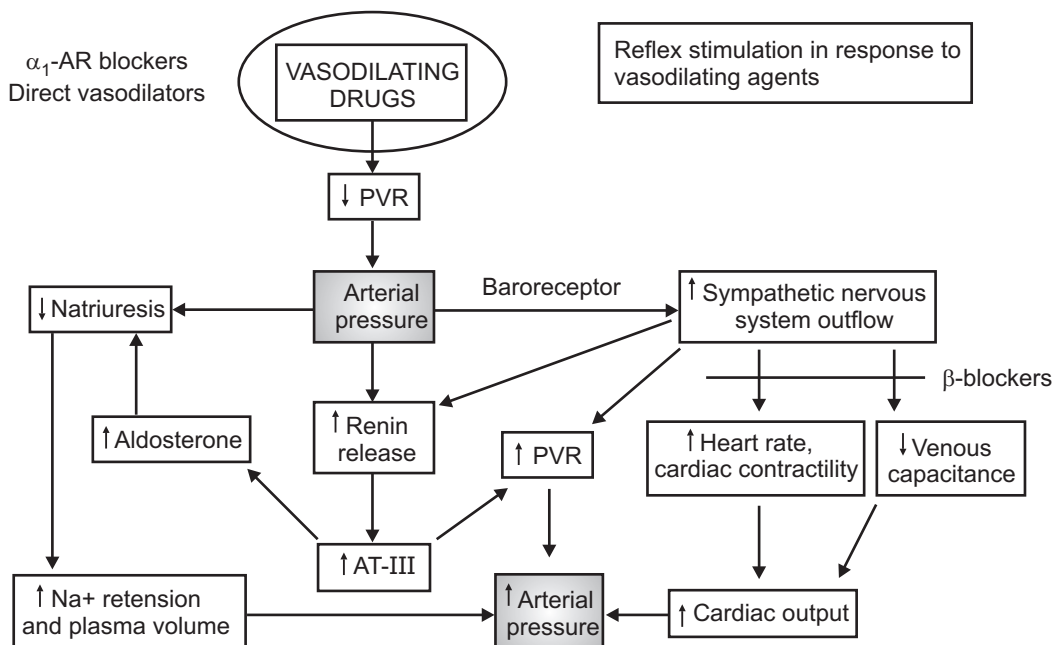 α₁-AR blockers
Direct vasodilators
VASODILATING
DRUGS
Reflex stimulation in response to
vasodilating agents
↓ PVR
↓ Natriuresis
Arterial
pressure
Baroreceptor
↑ Sympathetic nervous
system outflow
β-blockers
↑ Aldosterone
↑ Renin
release
↑ PVR
↑ Heart rate,
cardiac contractility
↓ Venous
capacitance
↑ AT-III
↑ Na+ retension
and plasma volume
↑ Arterial
pressure
↑ Cardiac output